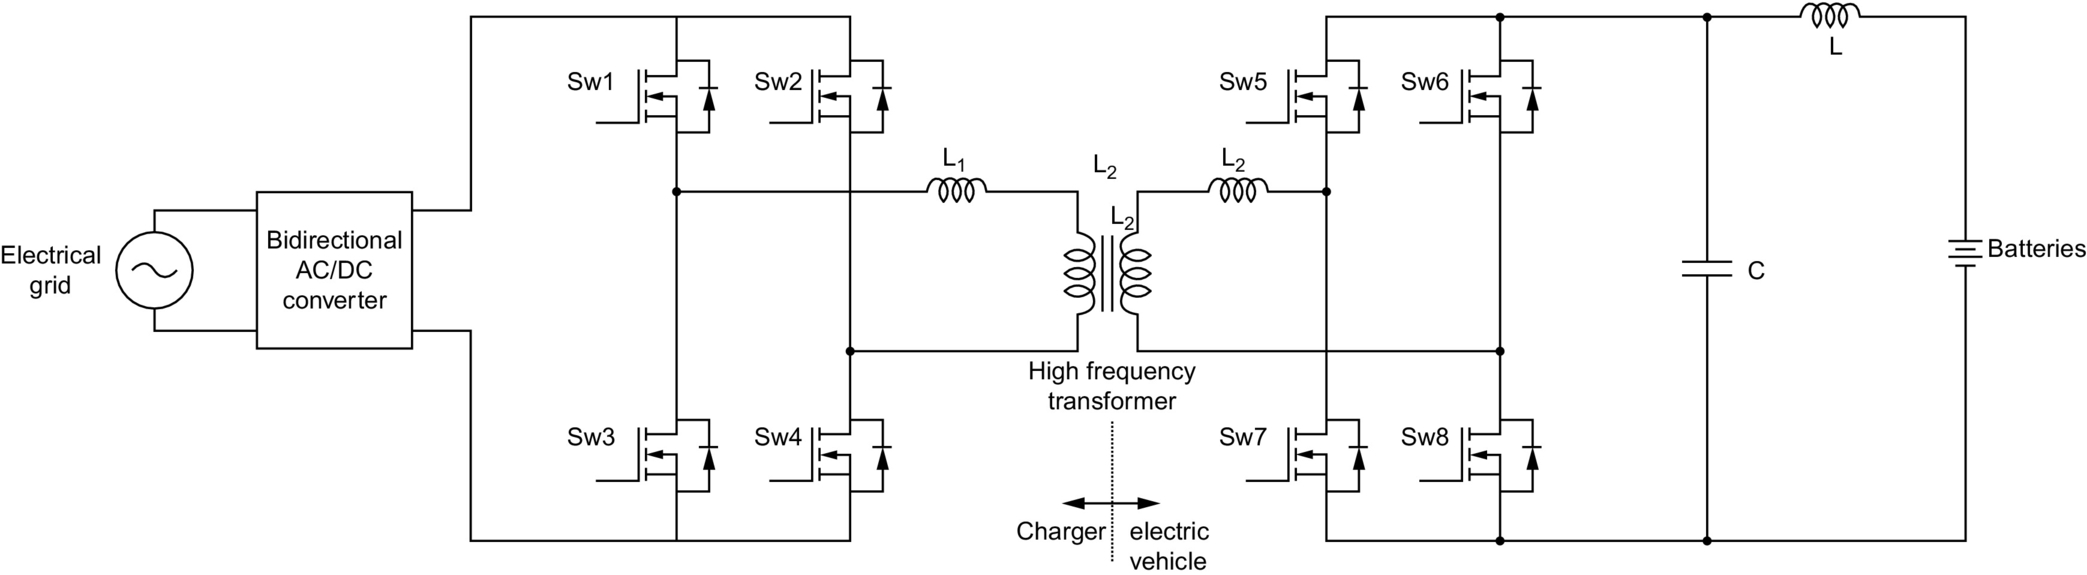 Electrical
grid
Bidirectional
AC/DC
converter
Sw1
Sw2
Sw3
Sw4
L1
L2
L2
L2
High frequency
transformer
Charger
electric
vehicle
Sw5
Sw6
Sw7
Sw8
C
L
Batteries